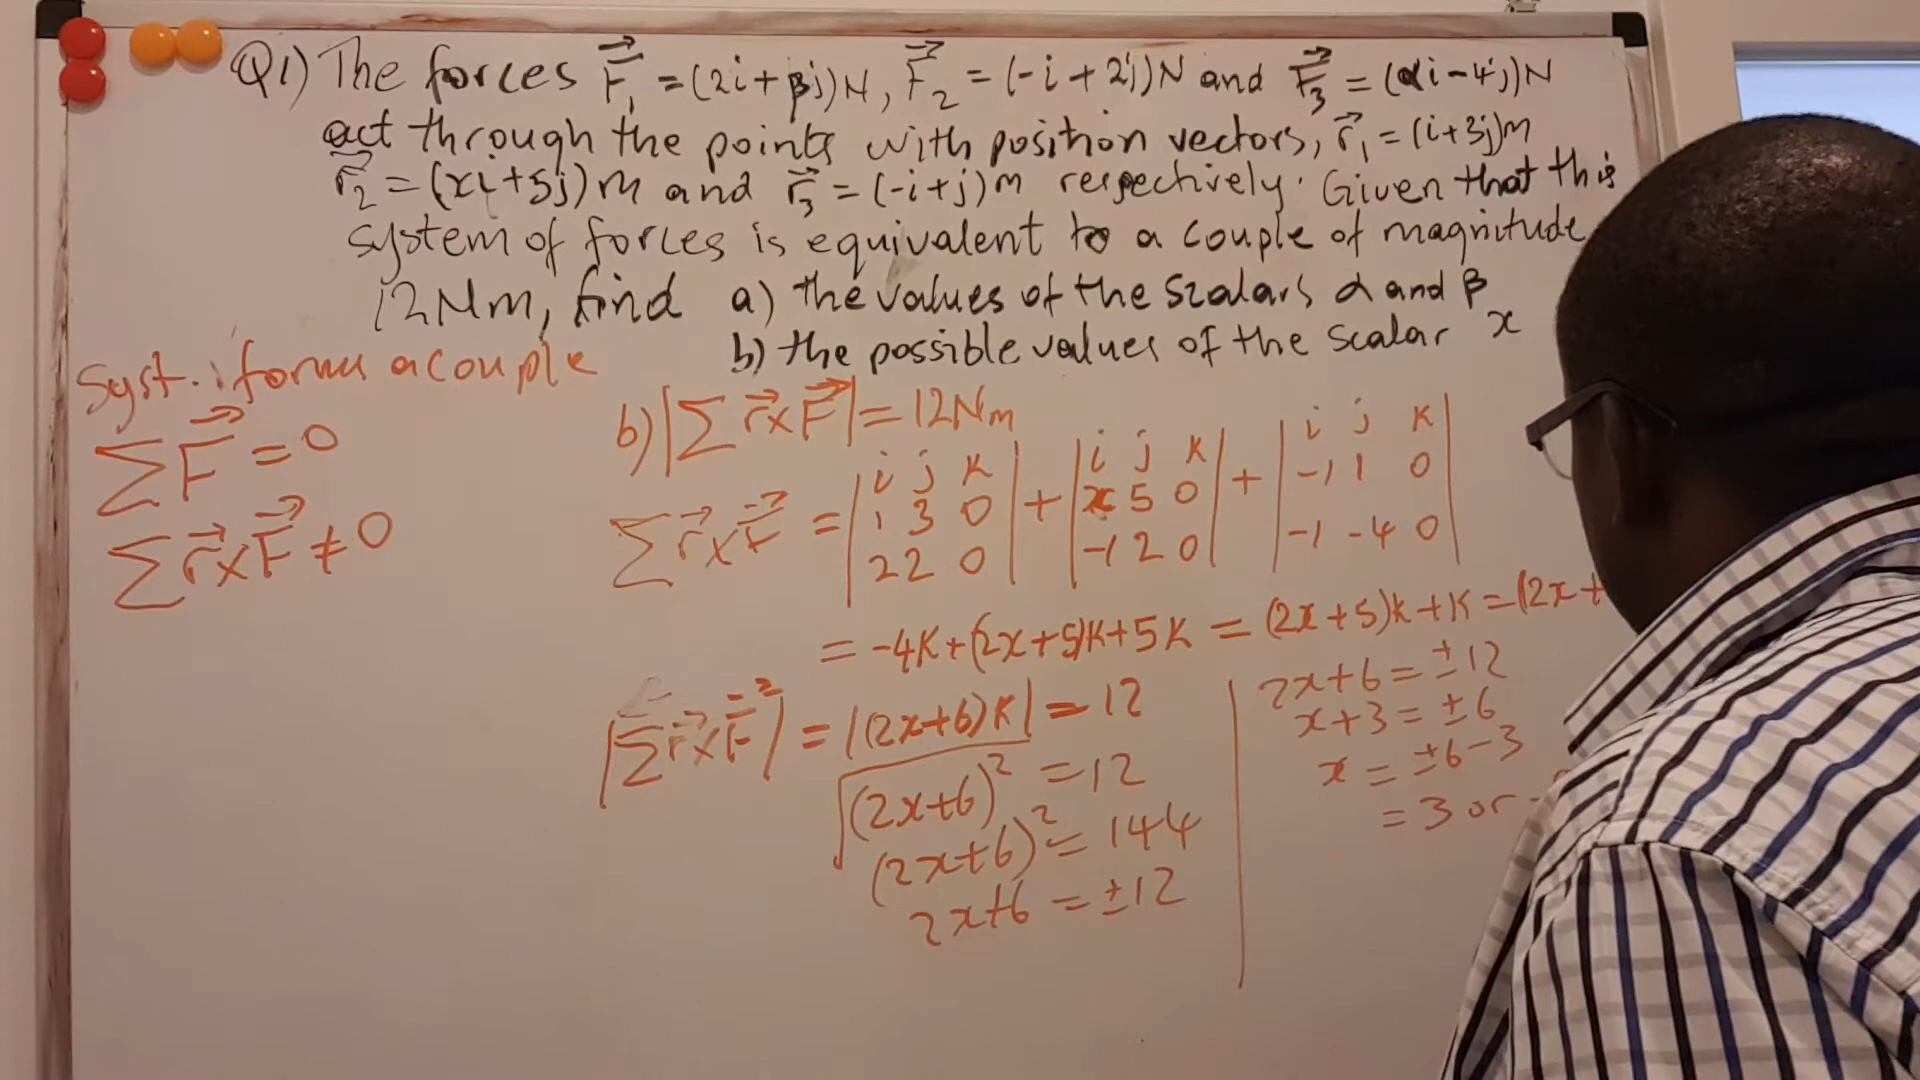 Q1) The forces F₁ = (2i+βj)N, F₂ = (-i+2j)N and F₃ = (αi-4j)N
act through the points with position vectors, r₁ = (i+3j)m
r₂ = (xi+5j)m and r₃ = (-i+j)m respectively. Given that this
system of forces is equivalent to a couple of magnitude
12Nm, find a) the values of the scalars α and β
b) the possible values of the scalar x
Syst. forms a couple
∑F = 0
∑r×F ≠ 0
b) |∑r×F| = 12Nm
∑r×F = |i j k; 1 3 0; 2 2 0| + |i j k; x 5 0; -1 2 0| + |i j k; -1 1 0; -1 -4 0|
= -4k+(2x+5)k+5k = (2x+5)k+k = (2x+
|∑r×F| = |(2x+6)k| = 12
√(2x+6)² = 12
(2x+6)² = 144
2x+6 = ±12
2x+6 = ±12
x+3 = ±6
x = ±6-3
= 3 or